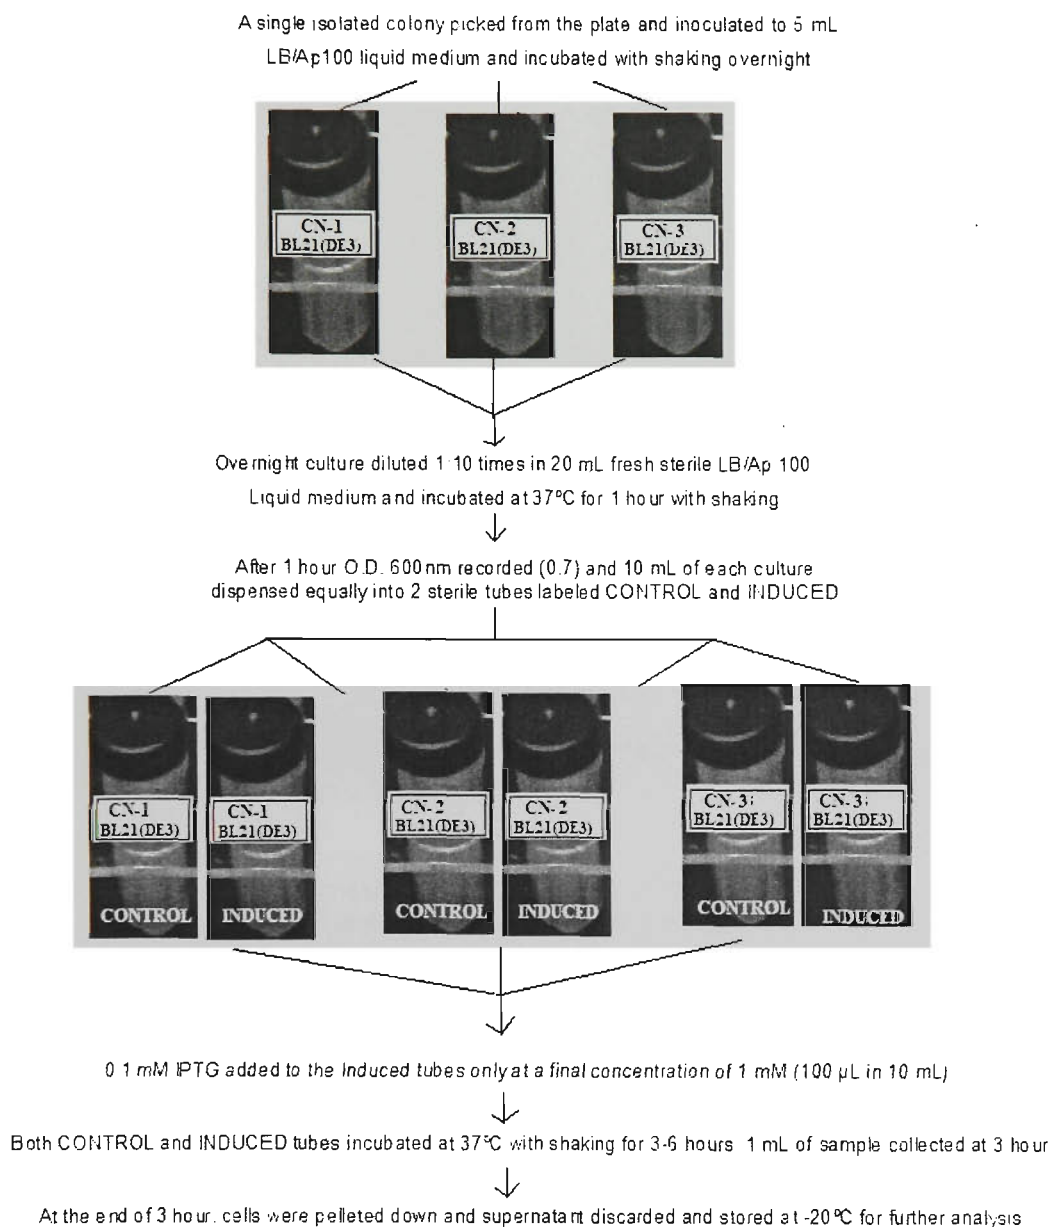 A single isolated colony picked from the plate and inoculated to 5 mL
LB/Ap100 liquid medium and incubated with shaking overnight
CN-1
BL21(DE3)
CN-2
BL21(DE3)
CN-3
BL21(DE3)
Overnight culture diluted 1:10 times in 20 mL fresh sterile LB/Ap 100
Liquid medium and incubated at 37ºC for 1 hour with shaking
After 1 hour O.D. 600nm recorded (0.7) and 10 mL of each culture
dispensed equally into 2 sterile tubes labeled CONTROL and INDUCED
CN-1
BL21(DE3)
CONTROL
CN-1
BL21(DE3)
INDUCED
CN-2
BL21(DE3)
CONTROL
CN-2
BL21(DE3)
INDUCED
CN-3
BL21(DE3)
CONTROL
CN-3
BL21(DE3)
INDUCED
0.1 mM IPTG added to the Induced tubes only at a final concentration of 1 mM (100 µL in 10 mL)
Both CONTROL and INDUCED tubes incubated at 37ºC with shaking for 3-6 hours 1 mL of sample collected at 3 hour
At the end of 3 hour, cells were pelleted down and supernatant discarded and stored at -20ºC for further analysis